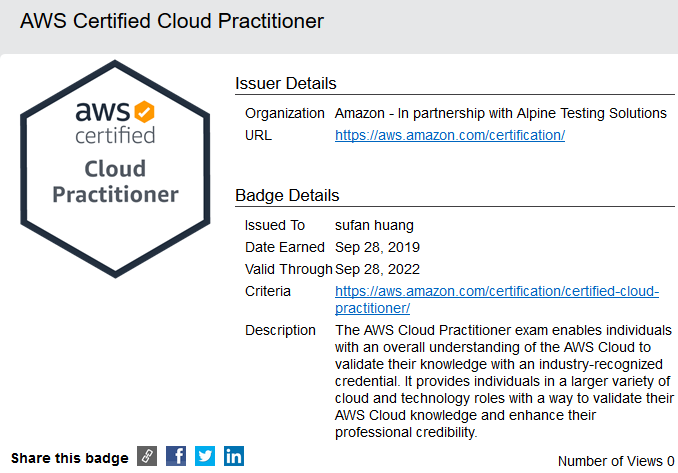 AWS Certified Cloud Practitioner
aws
certified
Cloud
Practitioner
Issuer Details
Organization Amazon - In partnership with Alpine Testing Solutions
URL https://aws.amazon.com/certification/
Badge Details
Issued To sufan huang
Date Earned Sep 28, 2019
Valid Through Sep 28, 2022
Criteria https://aws.amazon.com/certification/certified-cloud-
practitioner/
Description The AWS Cloud Practitioner exam enables individuals
with an overall understanding of the AWS Cloud to
validate their knowledge with an industry-recognized
credential. It provides individuals in a larger variety of
cloud and technology roles with a way to validate their
AWS Cloud knowledge and enhance their
professional credibility.
Share this badge f in
Number of Views 0